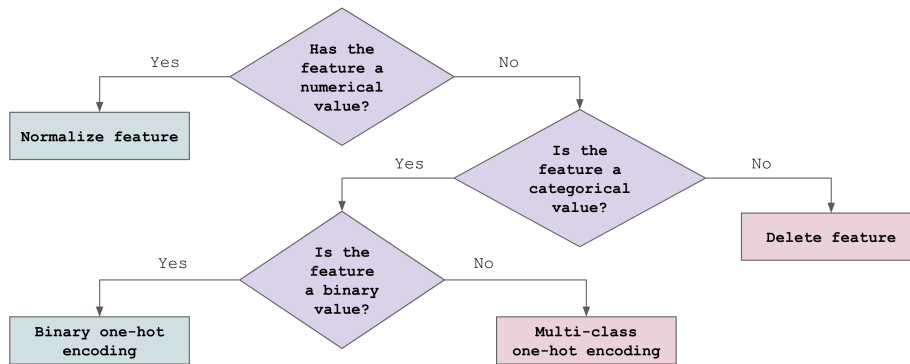 Has the
feature a
numerical
value?
Yes
No
Normalize feature
Is the
feature a
categorical
value?
Yes
No
Delete feature
Is the
feature
a binary
value?
Yes
No
Binary one-hot
encoding
Multi-class
one-hot encoding